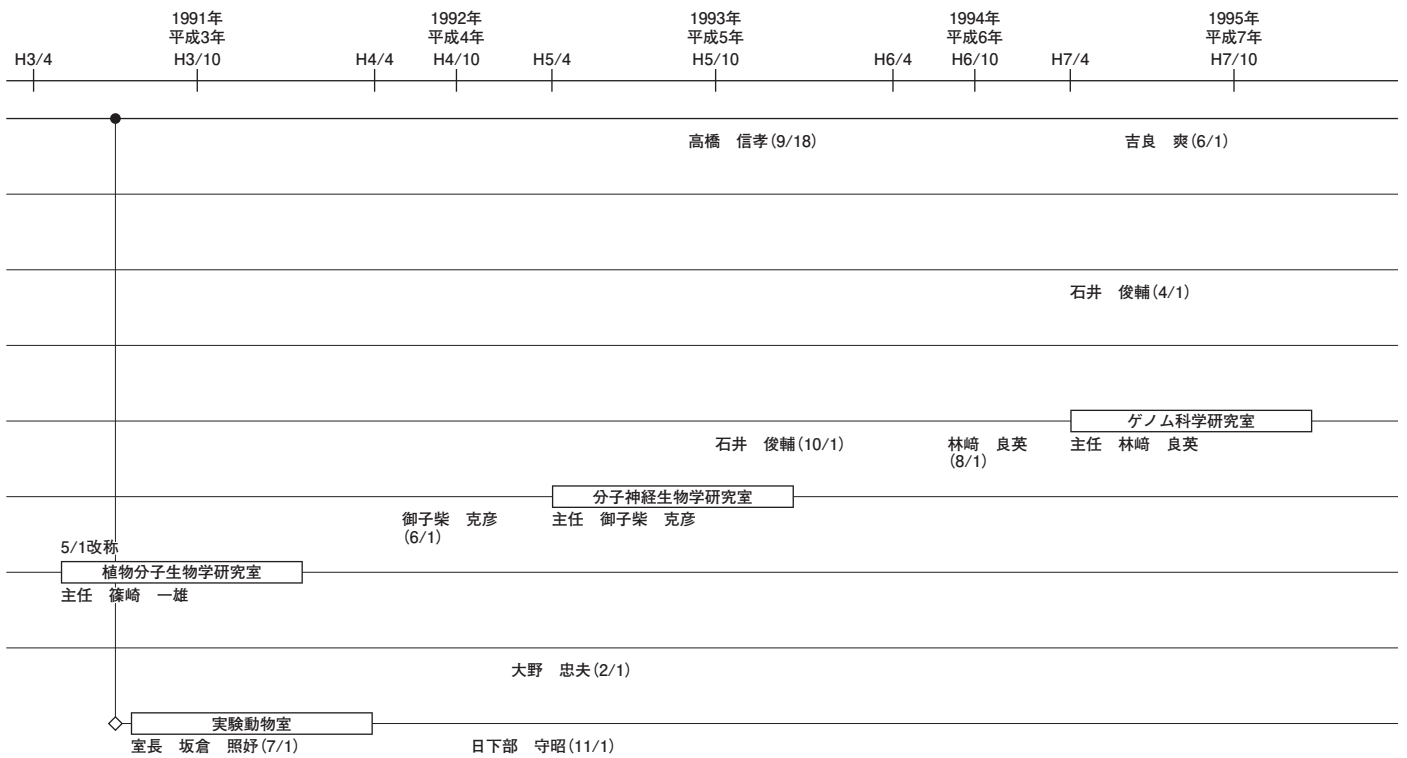 1991年 1992年 1993年 1994年 1995年
平成3年 平成4年 平成5年 平成6年 平成7年
H3/4 H3/10 H4/4 H4/10 H5/4 H5/10 H6/4 H6/10 H7/4 H7/10
高橋 信孝(9/18) 吉良 爽(6/1)
石井 俊輔(4/1)
ゲノム科学研究室
石井 俊輔(10/1) 林﨑 良英 主任 林﨑 良英
(8/1)
分子神経生物学研究室
御子柴 克彦 主任 御子柴 克彦
(6/1)
5/1改称
植物分子生物学研究室
主任 篠崎 一雄
大野 忠夫(2/1)
実験動物室
室長 坂倉 照妤(7/1) 日下部 守昭(11/1)